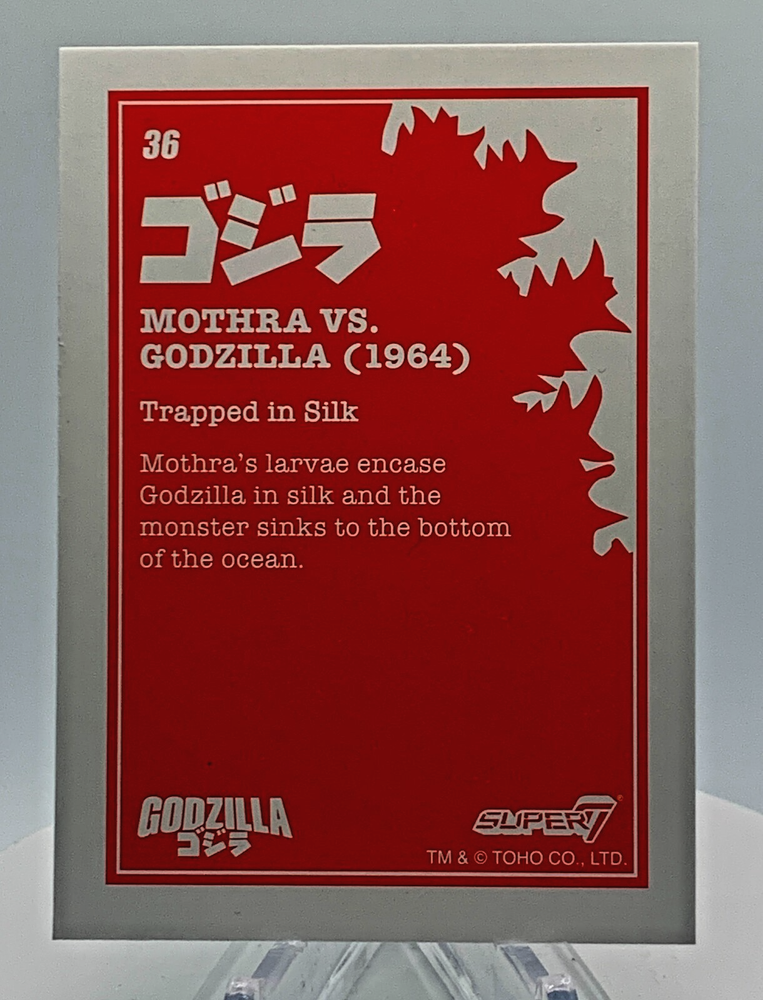 36
ゴジラ
MOTHRA VS.
GODZILLA (1964)
Trapped in Silk
Mothra's larvae encase
Godzilla in silk and the
monster sinks to the bottom
of the ocean.
GODZILLA
ゴジラ
SUPER7®
TM & © TOHO CO., LTD.